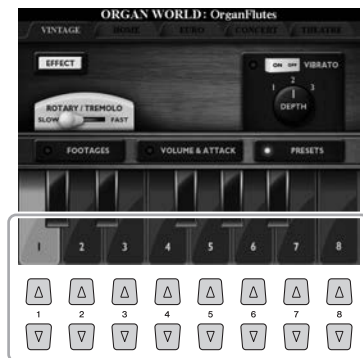 ORGAN WORLD : OrganFlutes
VINTAGE HOME EURO CONCERT THEATRE
EFFECT
ON OFF VIBRATO
1 2 3
DEPTH
ROTARY / TREMOLO
SLOW FAST
FOOTAGES VOLUME & ATTACK PRESETS
1 2 3 4 5 6 7 8
1 2 3 4 5 6 7 8